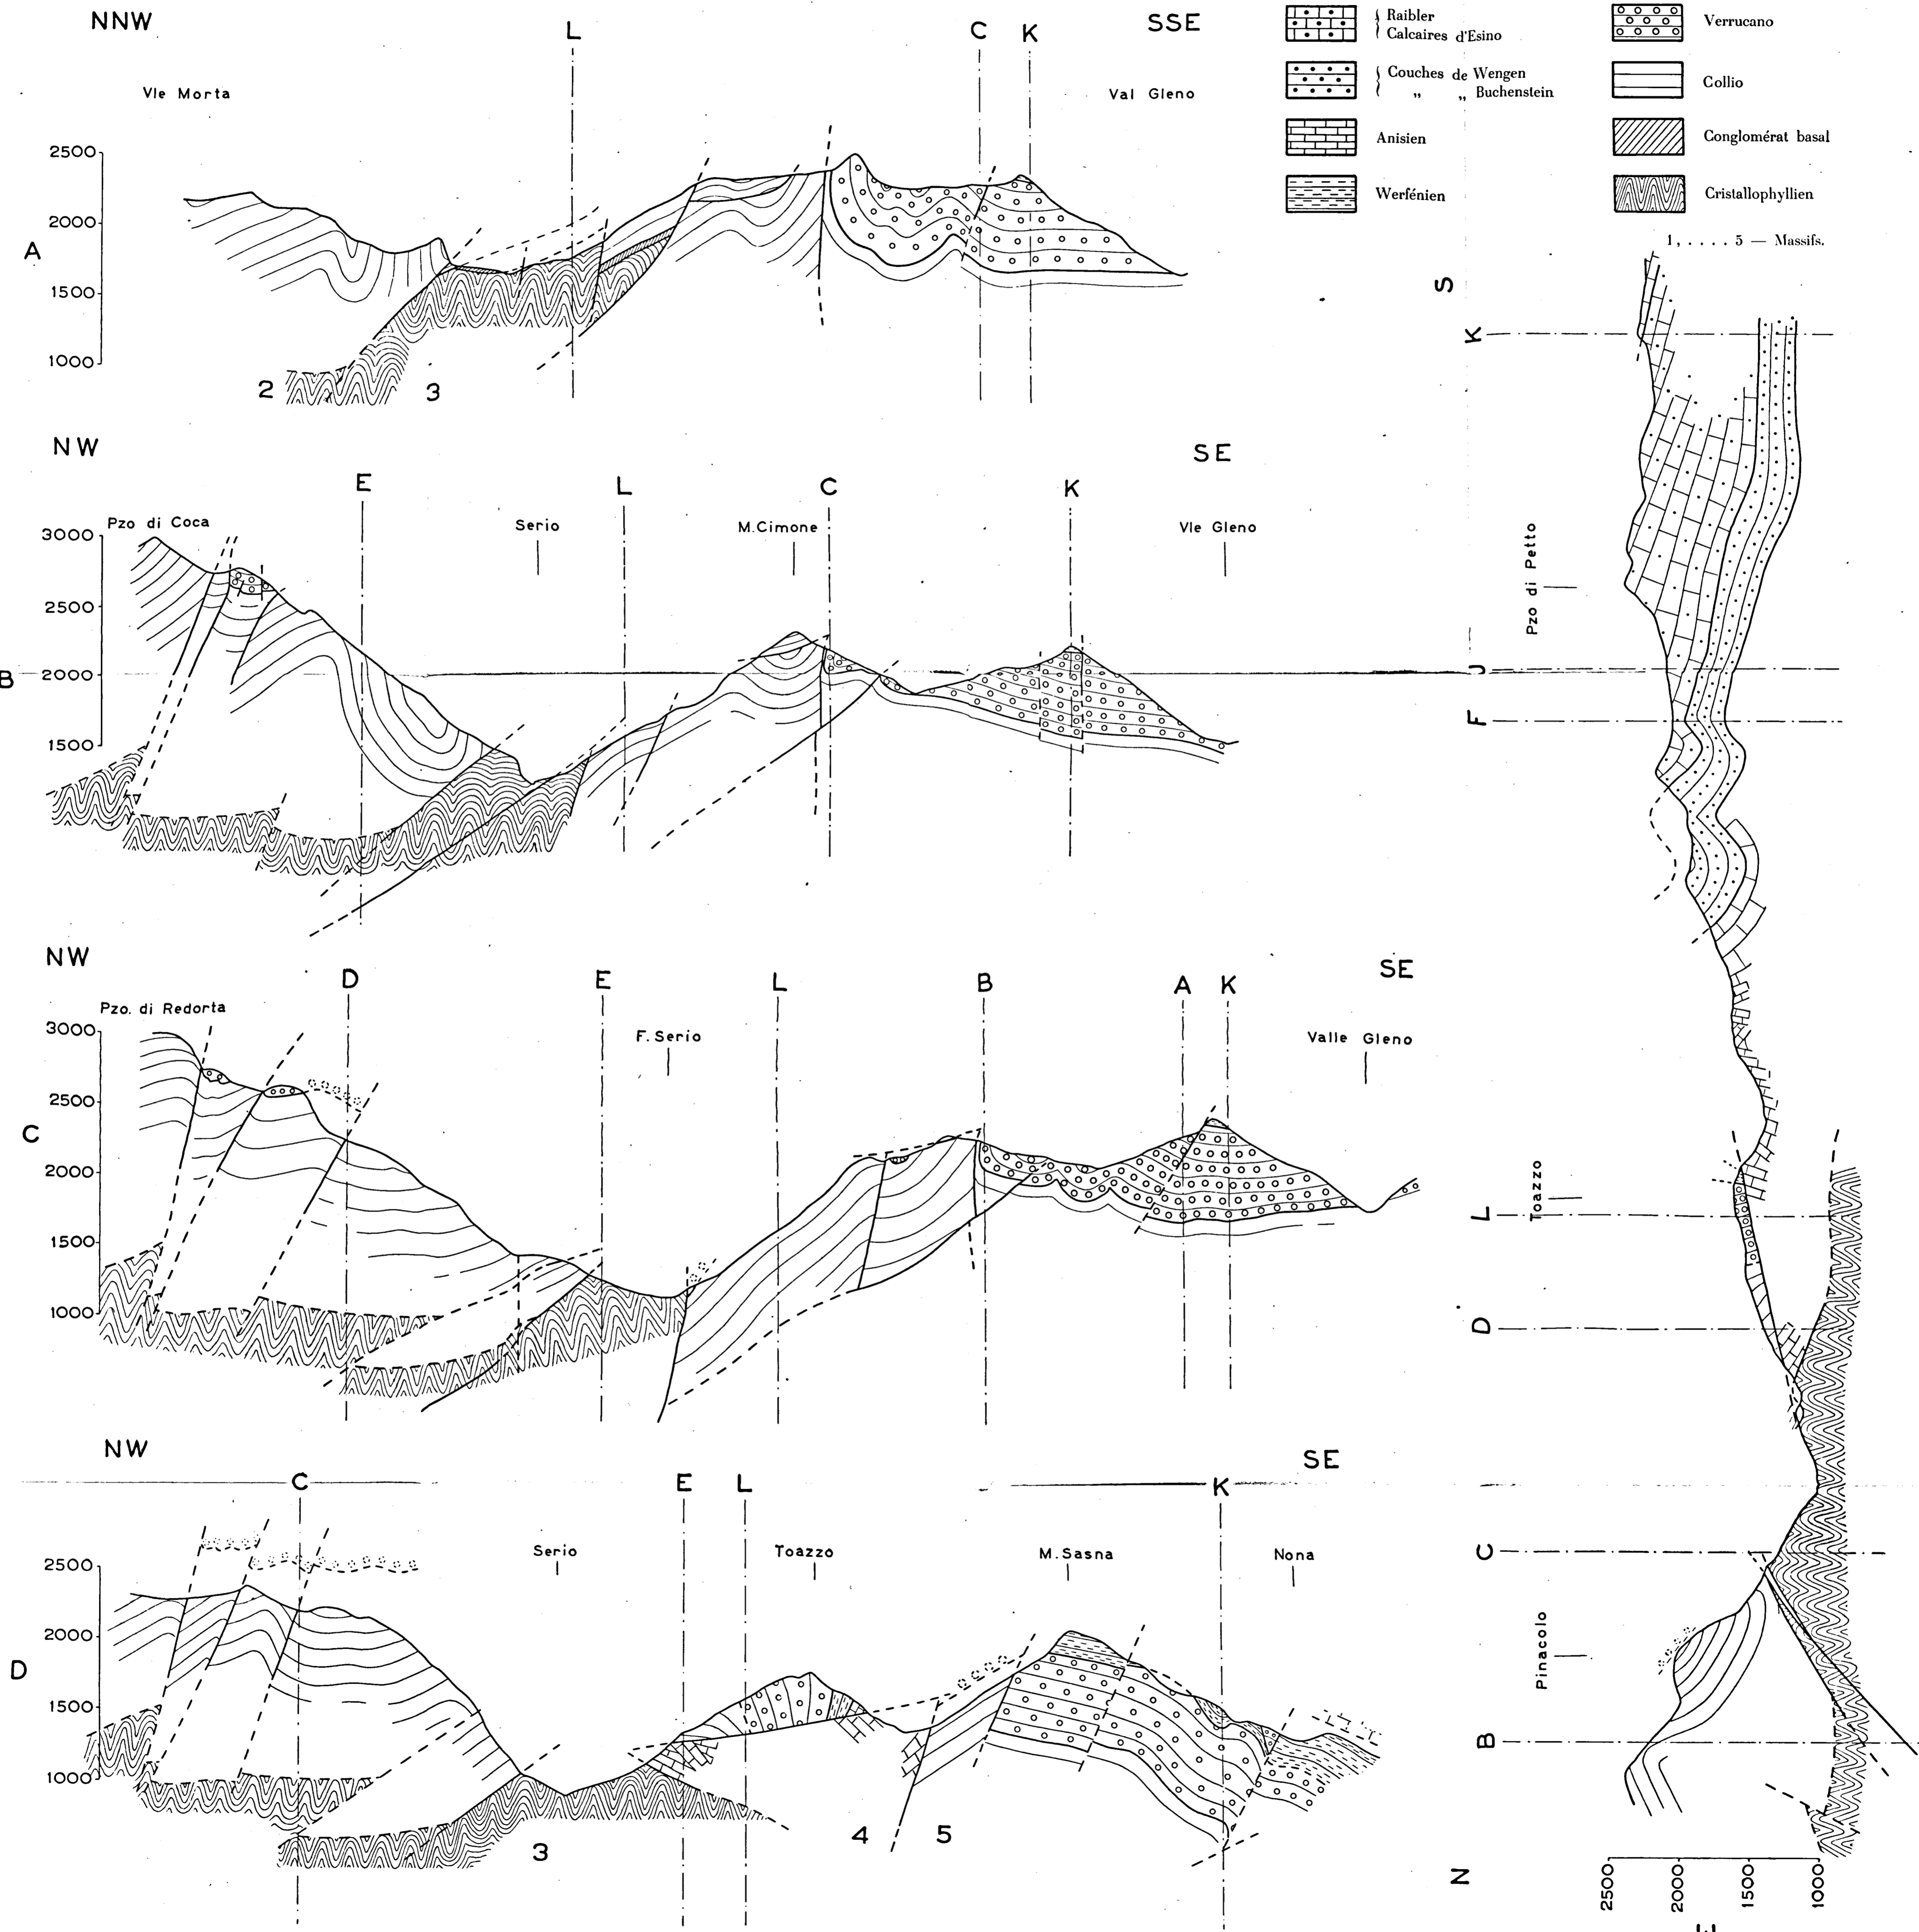 NNW
L
C
K
SSE
Vle Morta
Val Gleno
2500
2000
A
1500
1000
2
3
Raibler
Calcaires d'Esino
Couches de Wengen
„ „ Buchenstein
Anisien
Werfénien
Verrucano
Collio
Conglomérat basal
Cristallophyllien
1, . . . . . 5 — Massifs.
NW
SE
E
L
C
K
Pzo di Coca
Serio
M.Cimone
Vle Gleno
3000
2500
B
2000
1500
NW
SE
D
E
L
B
A
K
Pzo. di Redorta
F. Serio
Valle Gleno
3000
2500
C
2000
1500
1000
NW
SE
C
E
L
K
Serio
Toazzo
M.Sasna
Nona
2500
2000
D
1500
1000
3
4
5
S
K
Pzo di Petto
J
F
Toazzo
L
D
C
Pinacolo
B
N
2500
2000
1500
1000
E